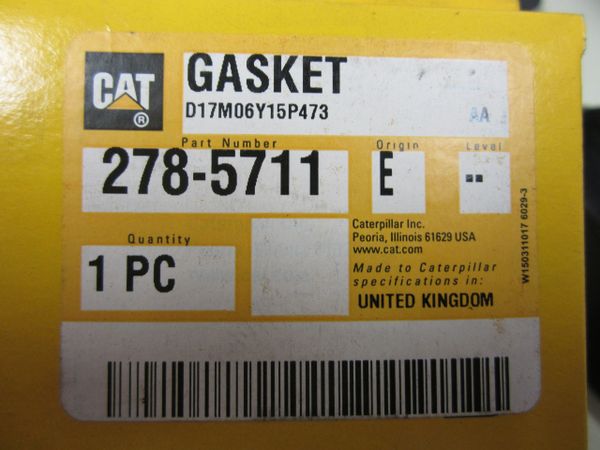 CAT
®
GASKET
D17M06Y15P473
AA
Part Number
Origin
Level
278-5711
E
--
Quantity
1 PC
Caterpillar Inc.
Peoria, Illinois 61629 USA
www.cat.com
Made to Caterpillar
specifications in:
UNITED KINGDOM
W150311017 6029-3